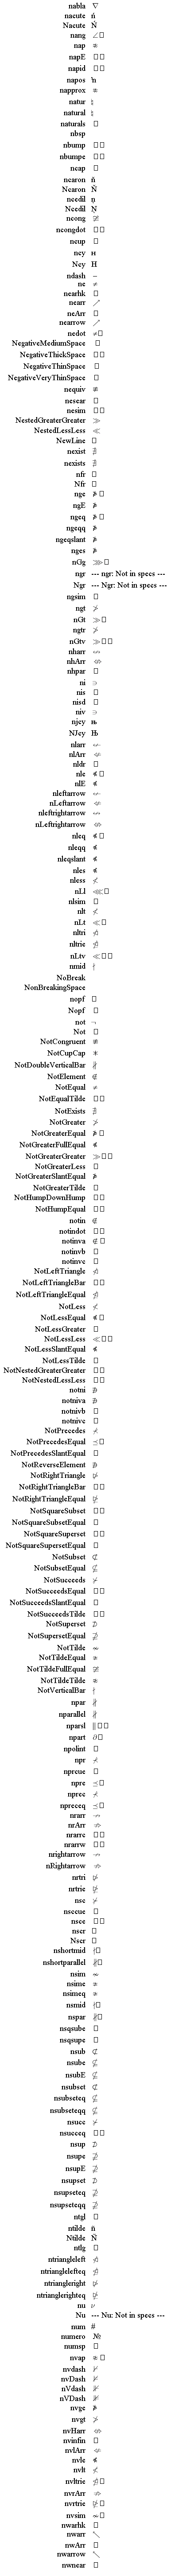 nabla ∇
nacute ń
Nacute Ń
nang ∠□
nap ≉
napE □□
napid □□
napos ŉ
napprox ≉
natur ♮
natural ♮
naturals □
nbsp
nbump □□
nbumpe □□
ncap □
ncaron ň
Ncaron Ň
ncedil ņ
Ncedil Ņ
ncong ≇
ncongdot □□
ncup □
ncy н
Ncy Н
ndash –
ne ≠
nearhk □
nearr ↗
neArr □
nearrow ↗
nedot ≠□
NegativeMediumSpace □
NegativeThickSpace □□
NegativeThinSpace □
NegativeVeryThinSpace □
nequiv ≢
nesear □
nesim □□
NestedGreaterGreater ≫
NestedLessLess ≪
NewLine □
nexist ∄
nexists ∄
nfr □
Nfr □
nge ≱□
ngE ≱
ngeq ≱□
ngeqq ≱
ngeqslant ≱
nges ≱
nGg ⋙□
ngr --- ngr: Not in specs ---
Ngr --- Ngr: Not in specs ---
ngsim □
ngt ≯
nGt ≫□
ngtr ≯
nGtv ≫□□
nharr ↮
nhArr ⇎
nhpar □
ni ∋
nis □
nisd □
niv ∋
njcy њ
NJcy Њ
nlarr ↚
nlArr ⇍
nldr □
nle ≰□
nlE ≰
nleftarrow ↚
nLeftarrow ⇍
nleftrightarrow ↮
nLeftrightarrow ⇎
nleq ≰□
nleqq ≰
nleqslant ≰
nles ≰
nless ≮
nLl ⋘□
nlsim □
nlt ≮
nLt ≪□
nltri ⋪
nltrie ⋬
nLtv ≪□□
nmid ∤
NoBreak
NonBreakingSpace
nopf □
Nopf □
not ¬
Not □
NotCongruent ≢
NotCupCap ≭
NotDoubleVerticalBar ∦
NotElement ∉
NotEqual ≠
NotEqualTilde □□
NotExists ∄
NotGreater ≯
NotGreaterEqual ≱□
NotGreaterFullEqual ≰
NotGreaterGreater ≫□□
NotGreaterLess □
NotGreaterSlantEqual ≱
NotGreaterTilde □
NotHumpDownHump □□
NotHumpEqual □□
notin ∉
notindot □□
notinva ∉□
notinvb □
notinvc □
NotLeftTriangle ⋪
NotLeftTriangleBar □□
NotLeftTriangleEqual ⋬
NotLess ≮
NotLessEqual ≰□
NotLessGreater □
NotLessLess ≪□□
NotLessSlantEqual ≰
NotLessTilde □
NotNestedGreaterGreater □□
NotNestedLessLess □□
notni ∌
notniva ∌
notnivb □
notnivc □
NotPrecedes ⊀
NotPrecedesEqual ⪯□
NotPrecedesSlantEqual □
NotReverseElement ∌
NotRightTriangle ⋫
NotRightTriangleBar □□
NotRightTriangleEqual ⋭
NotSquareSubset □□
NotSquareSubsetEqual □
NotSquareSuperset □□
NotSquareSupersetEqual □
NotSubset ⊄
NotSubsetEqual ⊈
NotSucceeds ⊁
NotSucceedsEqual □□
NotSucceedsSlantEqual □
NotSucceedsTilde □□
NotSuperset ⊅
NotSupersetEqual ⊉
NotTilde ≁
NotTildeEqual ≄
NotTildeFullEqual ≇
NotTildeTilde ≉
NotVerticalBar ∤
npar ∦
nparallel ∦
nparsl ∥□□
npart ∂□
npolint □
npr ⊀
nprcue □
npre ⪯□
nprec ⊀
npreceq ⪯□
nrarr ↛
nrArr ⇏
nrarrc □□
nrarrw □□
nrightarrow ↛
nRightarrow ⇏
nrtri ⋫
nrtrie ⋭
nsc ⊁
nsccue □
nsce □□
nscr □
Nscr □
nshortmid ∤□
nshortparallel ∦□
nsim ≁
nsime ≄
nsimeq ≄
nsmid ∤□
nspar ∦□
nsqsube □
nsqsupe □
nsub ⊄
nsube ⊈
nsubE ⊈
nsubset ⊄
nsubseteq ⊈
nsubseteqq ⊈
nsucc ⊁
nsucceq □□
nsup ⊅
nsupe ⊉
nsupE ⊉
nsupset ⊅
nsupseteq ⊉
nsupseteqq ⊉
ntgl □
ntilde ñ
Ntilde Ñ
ntlg □
ntriangleleft ⋪
ntrianglelefteq ⋬
ntriangleright ⋫
ntrianglerighteq ⋭
nu ν
Nu --- Nu: Not in specs ---
num #
numero №
numsp □
nvap ≉□
nvdash ⊬
nvDash ⊭
nVdash ⊮
nVDash ⊯
nvge ≱
nvgt ≯
nvHarr ⇎
nvinfin □
nvlArr ⇍
nvle ≰
nvlt ≮
nvltrie ⋬□
nvrArr ⇏
nvrtrie ⋭□
nvsim ≁□
nwarhk □
nwarr ↖
nwArr □
nwarrow ↖
nwnear □